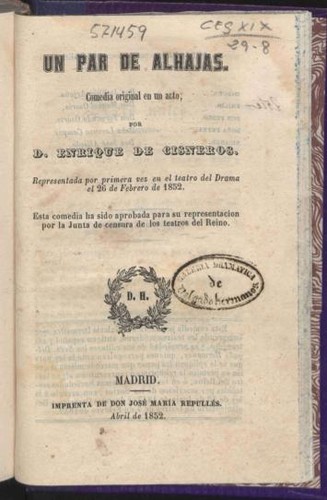 571459
CES XIX
29-8
UN PAR DE ALHAJAS.
Comedia original en un acto,
POR
D. ENRIQUE DE CISNEROS.
Representada por primera vez en el teatro del Drama
el 26 de Febrero de 1852.
Esta comedia ha sido aprobada para su representacion
por la Junta de censura de los teatros del Reino.
GALERIA DRAMATICA
de
Delgado hermanos
D. H.
MADRID.
IMPRENTA DE DON JOSÉ MARIA REPULLÉS.
Abril de 1852.